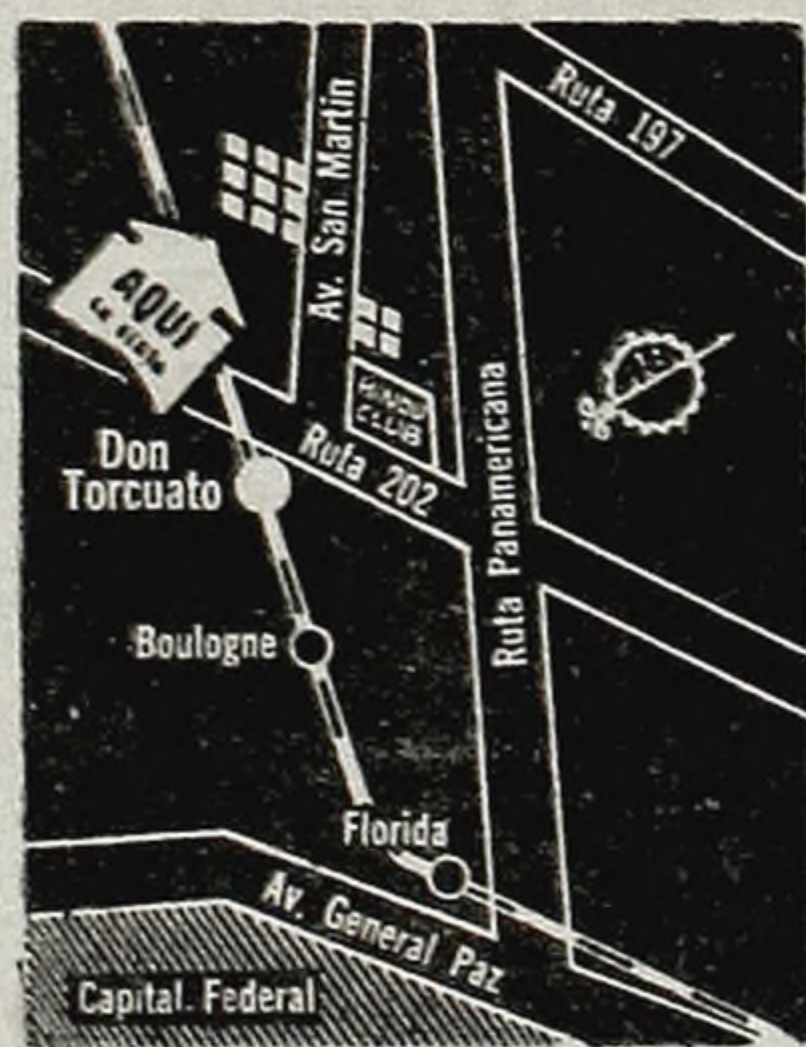 Ruta 197
Av. San Martin
AQUI
HINDU
CLUB
Ruta 202
Don
Torcuato
Ruta Panamericana
Boulogne
Florida
Av. General Paz
Capital Federal